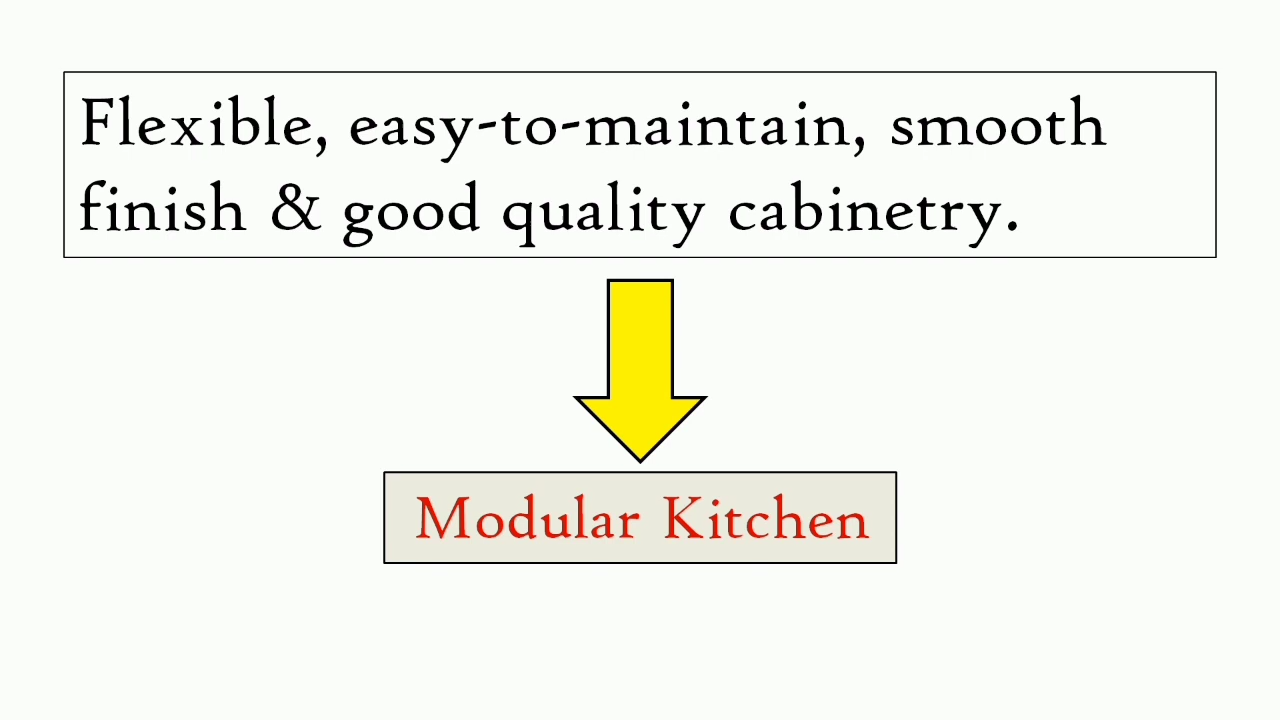 Flexible, easy-to-maintain, smooth
finish & good quality cabinetry.
Modular Kitchen